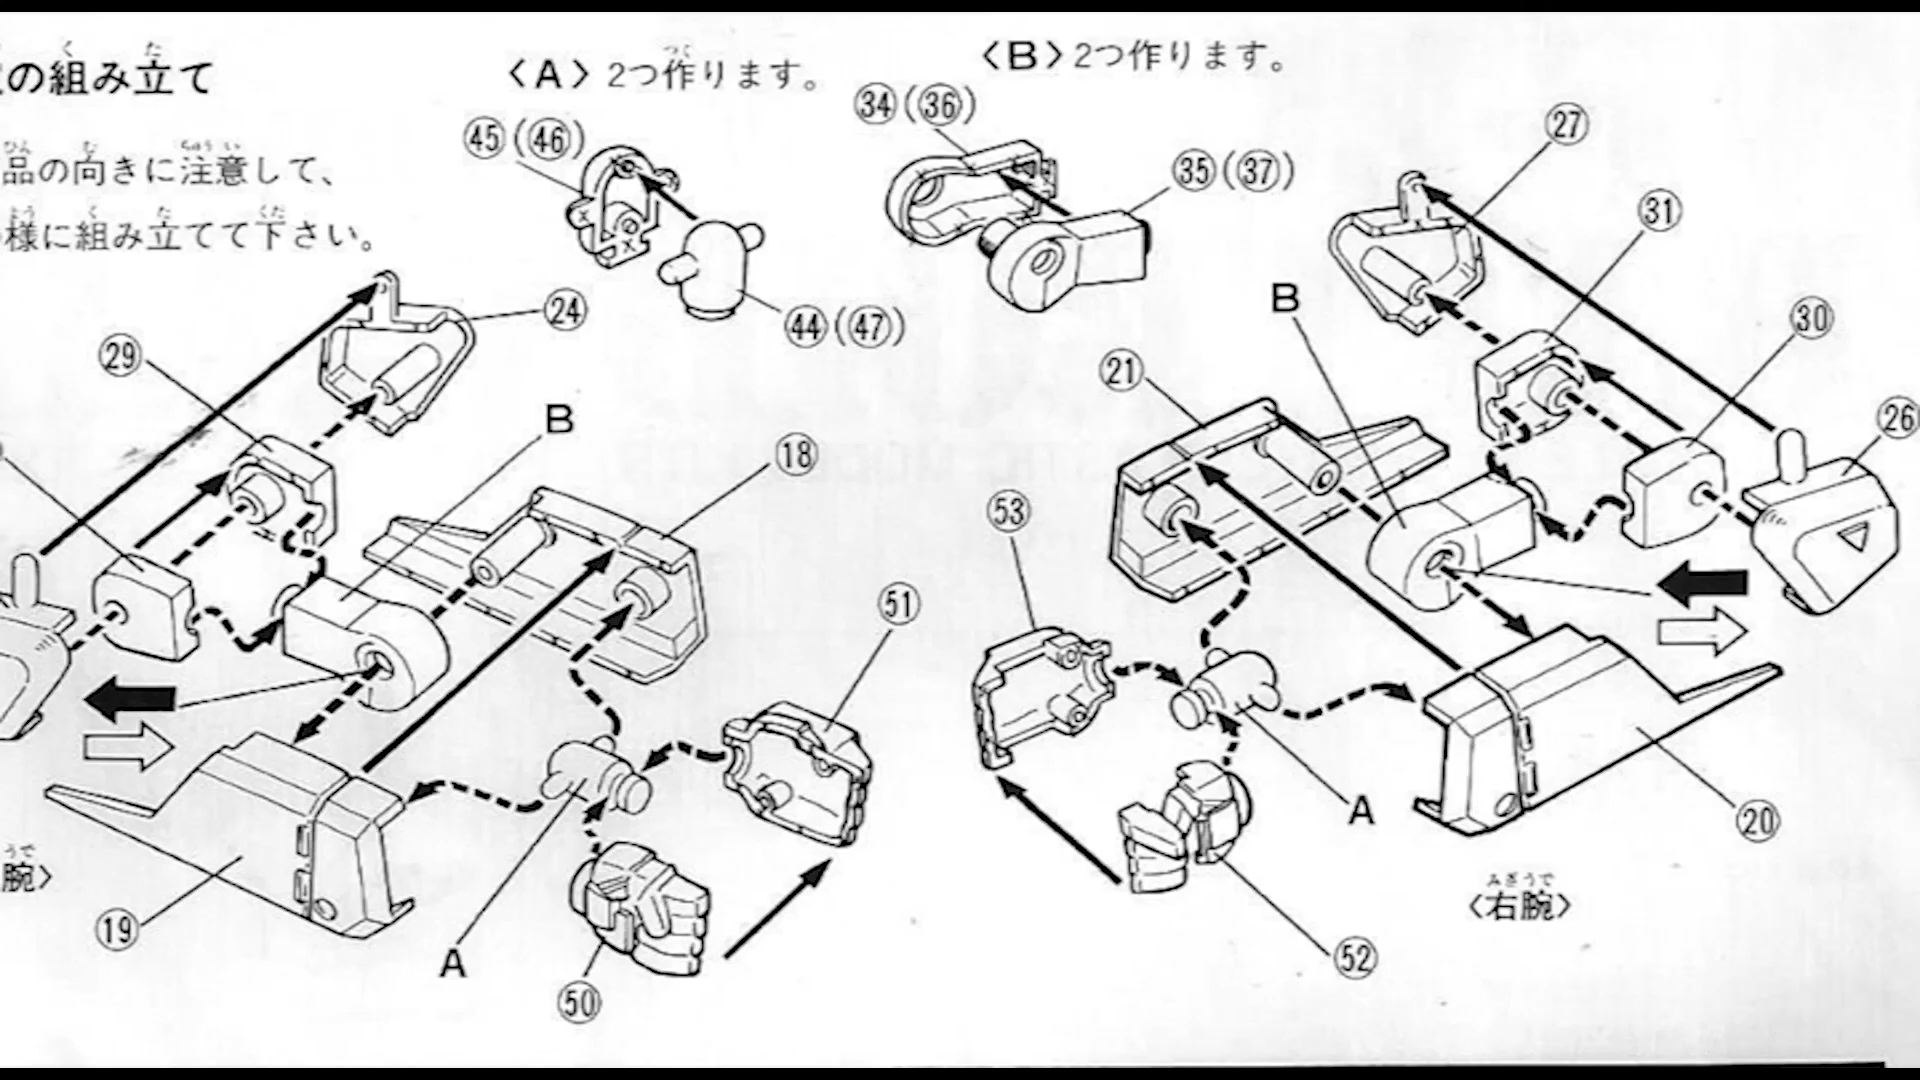 の組み立て
品の向きに注意して、
様に組み立てて下さい。
〈A〉2つ作ります。
45(46)
44(47)
〈B〉2つ作ります。
34(36)
35(37)
24
29
B
18
51
19
A
50
腕〉
27
31
30
26
B
21
53
20
A
52
〈右腕〉